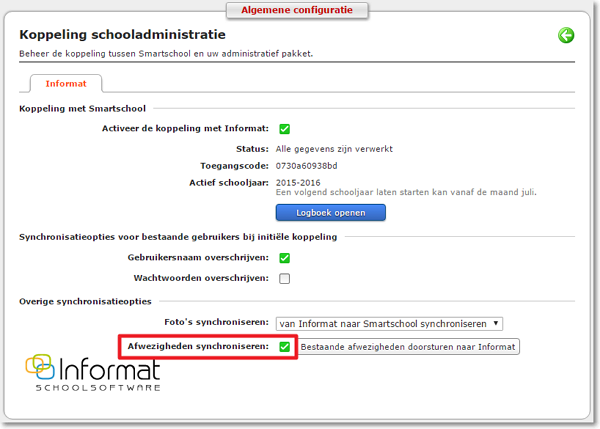 Algemene configuratie
Koppeling schooladministratie
Beheer de koppeling tussen Smartschool en uw administratief pakket.
Informat
Koppeling met Smartschool
Activeer de koppeling met Informat:
Status: Alle gegevens zijn verwerkt
Toegangscode: 0730a60938bd
Actief schooljaar: 2015-2016
Een volgend schooljaar laten starten kan vanaf de maand juli.
Logboek openen
Synchronisatieopties voor bestaande gebruikers bij initiële koppeling
Gebruikersnaam overschrijven:
Wachtwoorden overschrijven:
Overige synchronisatieopties
Foto's synchroniseren: van Informat naar Smartschool synchroniseren
Afwezigheden synchroniseren: Bestaande afwezigheden doorsturen naar Informat
Informat
SCHOOLSOFTWARE